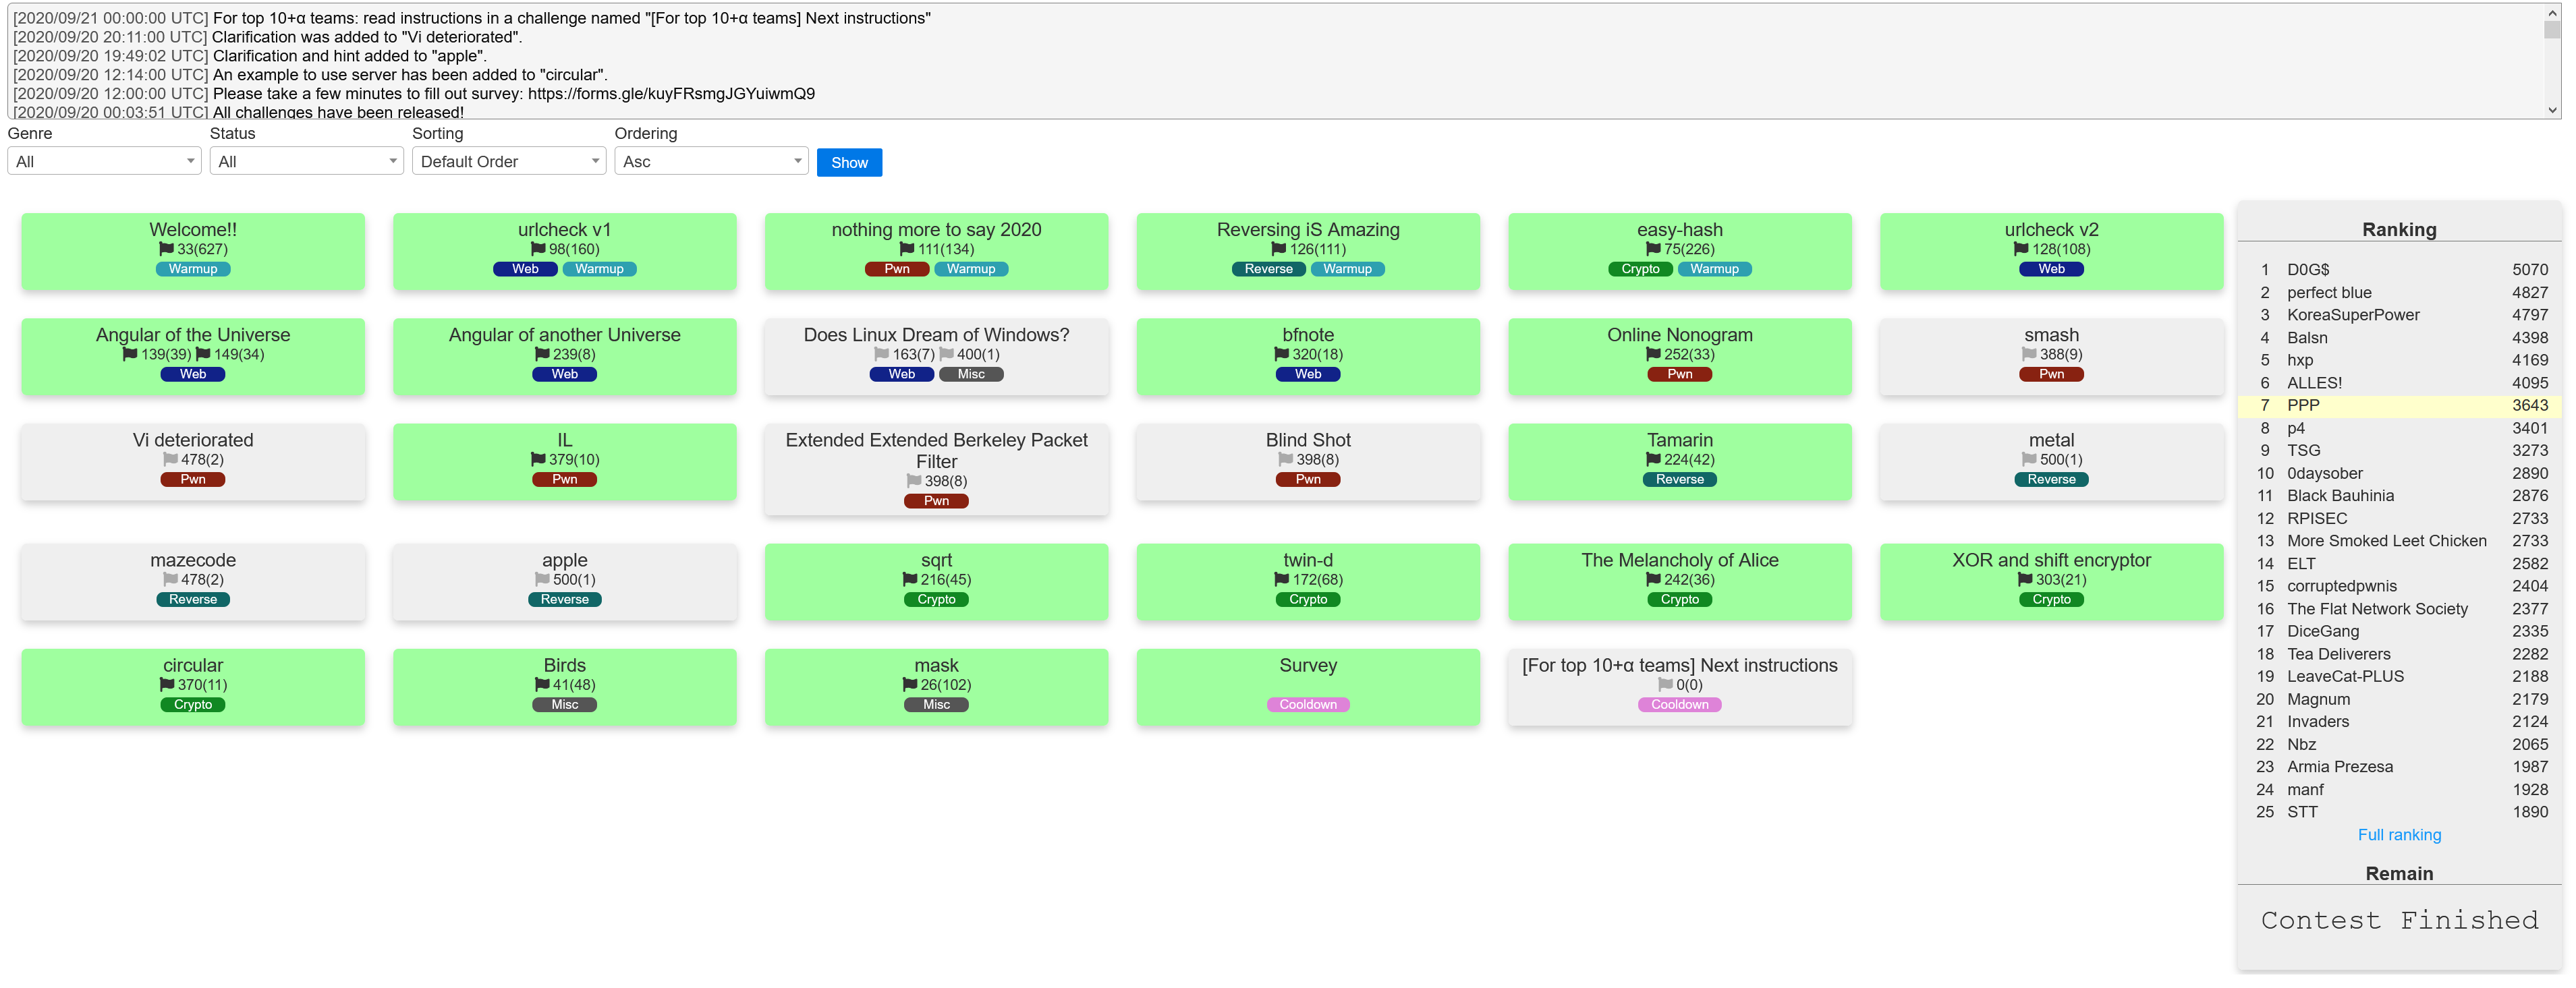 [2020/09/21 00:00:00 UTC] For top 10+α teams: read instructions in a challenge named "[For top 10+α teams] Next instructions"
[2020/09/20 20:11:00 UTC] Clarification was added to "Vi deteriorated".
[2020/09/20 19:49:02 UTC] Clarification and hint added to "apple".
[2020/09/20 12:14:00 UTC] An example to use server has been added to "circular".
[2020/09/20 12:00:00 UTC] Please take a few minutes to fill out survey: https://forms.gle/kuyFRsmgJGYuiwmQ9
[2020/09/20 00:03:51 UTC] All challenges have been released!
Genre Status Sorting Ordering
All All Default Order Asc Show
Welcome!!
33(627)
Warmup
urlcheck v1
98(160)
Web Warmup
nothing more to say 2020
111(134)
Pwn Warmup
Reversing iS Amazing
126(111)
Reverse Warmup
easy-hash
75(226)
Crypto Warmup
urlcheck v2
128(108)
Web
Angular of the Universe
139(39) 149(34)
Web
Angular of another Universe
239(8)
Web
Does Linux Dream of Windows?
163(7) 400(1)
Web Misc
bfnote
320(18)
Web
Online Nonogram
252(33)
Pwn
smash
388(9)
Pwn
Vi deteriorated
478(2)
Pwn
IL
379(10)
Pwn
Extended Extended Berkeley Packet
Filter
398(8)
Pwn
Blind Shot
398(8)
Pwn
Tamarin
224(42)
Reverse
metal
500(1)
Reverse
mazecode
478(2)
Reverse
apple
500(1)
Reverse
sqrt
216(45)
Crypto
twin-d
172(68)
Crypto
The Melancholy of Alice
242(36)
Crypto
XOR and shift encryptor
303(21)
Crypto
circular
370(11)
Crypto
Birds
41(48)
Misc
mask
26(102)
Misc
Survey
Cooldown
[For top 10+α teams] Next instructions
0(0)
Cooldown
Ranking
1 D0G$ 5070
2 perfect blue 4827
3 KoreaSuperPower 4797
4 Balsn 4398
5 hxp 4169
6 ALLES! 4095
7 PPP 3643
8 p4 3401
9 TSG 3273
10 0daysober 2890
11 Black Bauhinia 2876
12 RPISEC 2733
13 More Smoked Leet Chicken 2733
14 ELT 2582
15 corruptedpwnis 2404
16 The Flat Network Society 2377
17 DiceGang 2335
18 Tea Deliverers 2282
19 LeaveCat-PLUS 2188
20 Magnum 2179
21 Invaders 2124
22 Nbz 2065
23 Armia Prezesa 1987
24 manf 1928
25 STT 1890
Full ranking
Remain
Contest Finished